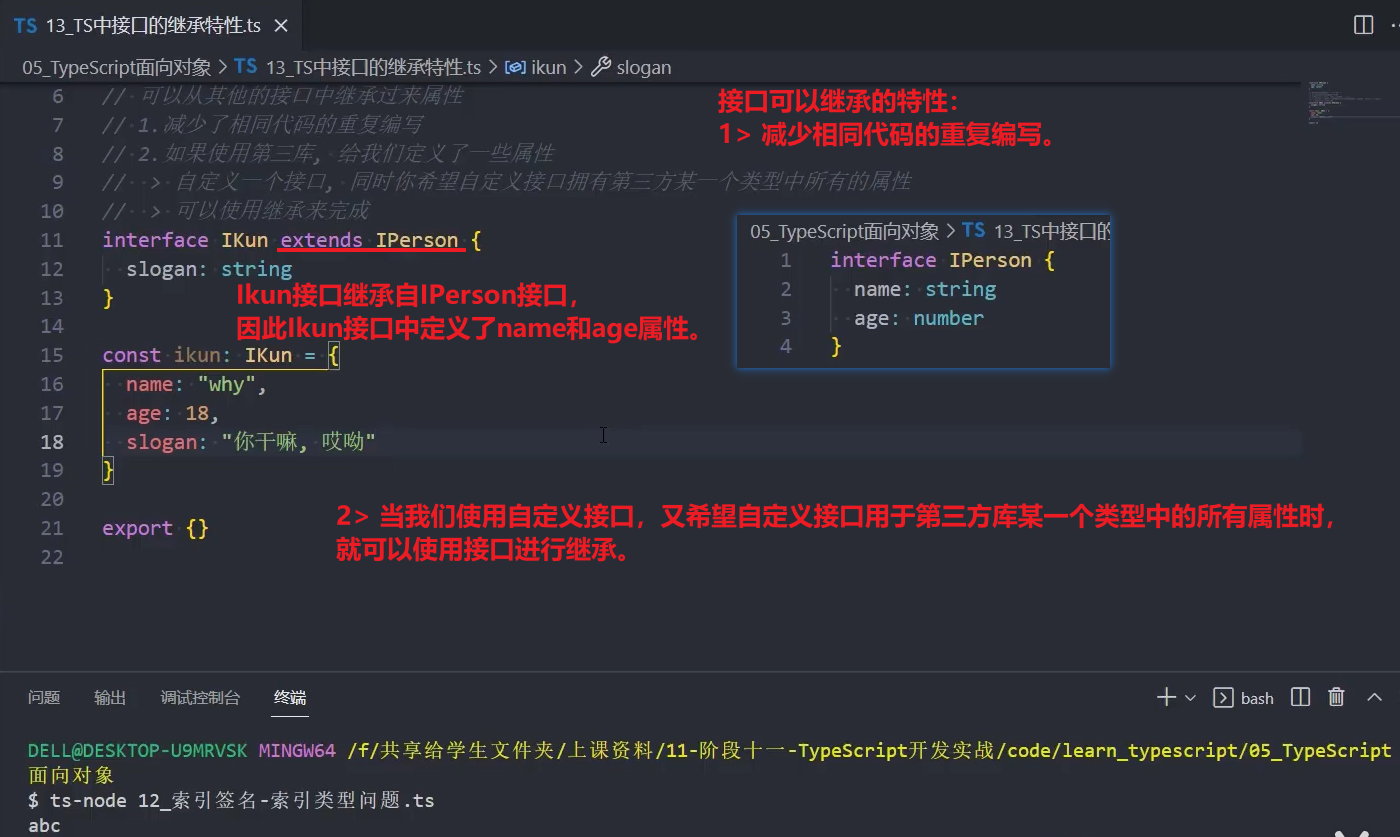 TS 13_TS中接口的继承特性.ts ×
05_TypeScript面向对象 > TS 13_TS中接口的继承特性.ts > ikun > slogan
6 // 可以从其他的接口中继承过来属性
7 // 1.减少了相同代码的重复编写
8 // 2.如果使用第三库, 给我们定义了一些属性
9 // > 自定义一个接口, 同时你希望自定义接口拥有第三方某一个类型中所有的属性
10 // > 可以使用继承来完成
接口可以继承的特性：
1> 减少相同代码的重复编写。
11 interface IKun extends IPerson {
12 slogan: string
13 }
Ikun接口继承自IPerson接口，
因此Ikun接口中定义了name和age属性。
05_TypeScript面向对象 > TS 13_TS中接口的
1 interface IPerson {
2 name: string
3 age: number
4 }
14
15 const ikun: IKun = {
16 name: "why",
17 age: 18,
18 slogan: "你干嘛, 哎呦"
19 }
20
21 export {}
22
2> 当我们使用自定义接口，又希望自定义接口用于第三方库某一个类型中的所有属性时，
就可以使用接口进行继承。
问题 输出 调试控制台 终端 bash
DELL@DESKTOP-U9MRVSK MINGW64 /f/共享给学生文件夹/上课资料/11-阶段十一-TypeScript开发实战/code/learn_typescript/05_TypeScript
面向对象
$ ts-node 12_索引签名-索引类型问题.ts
abc